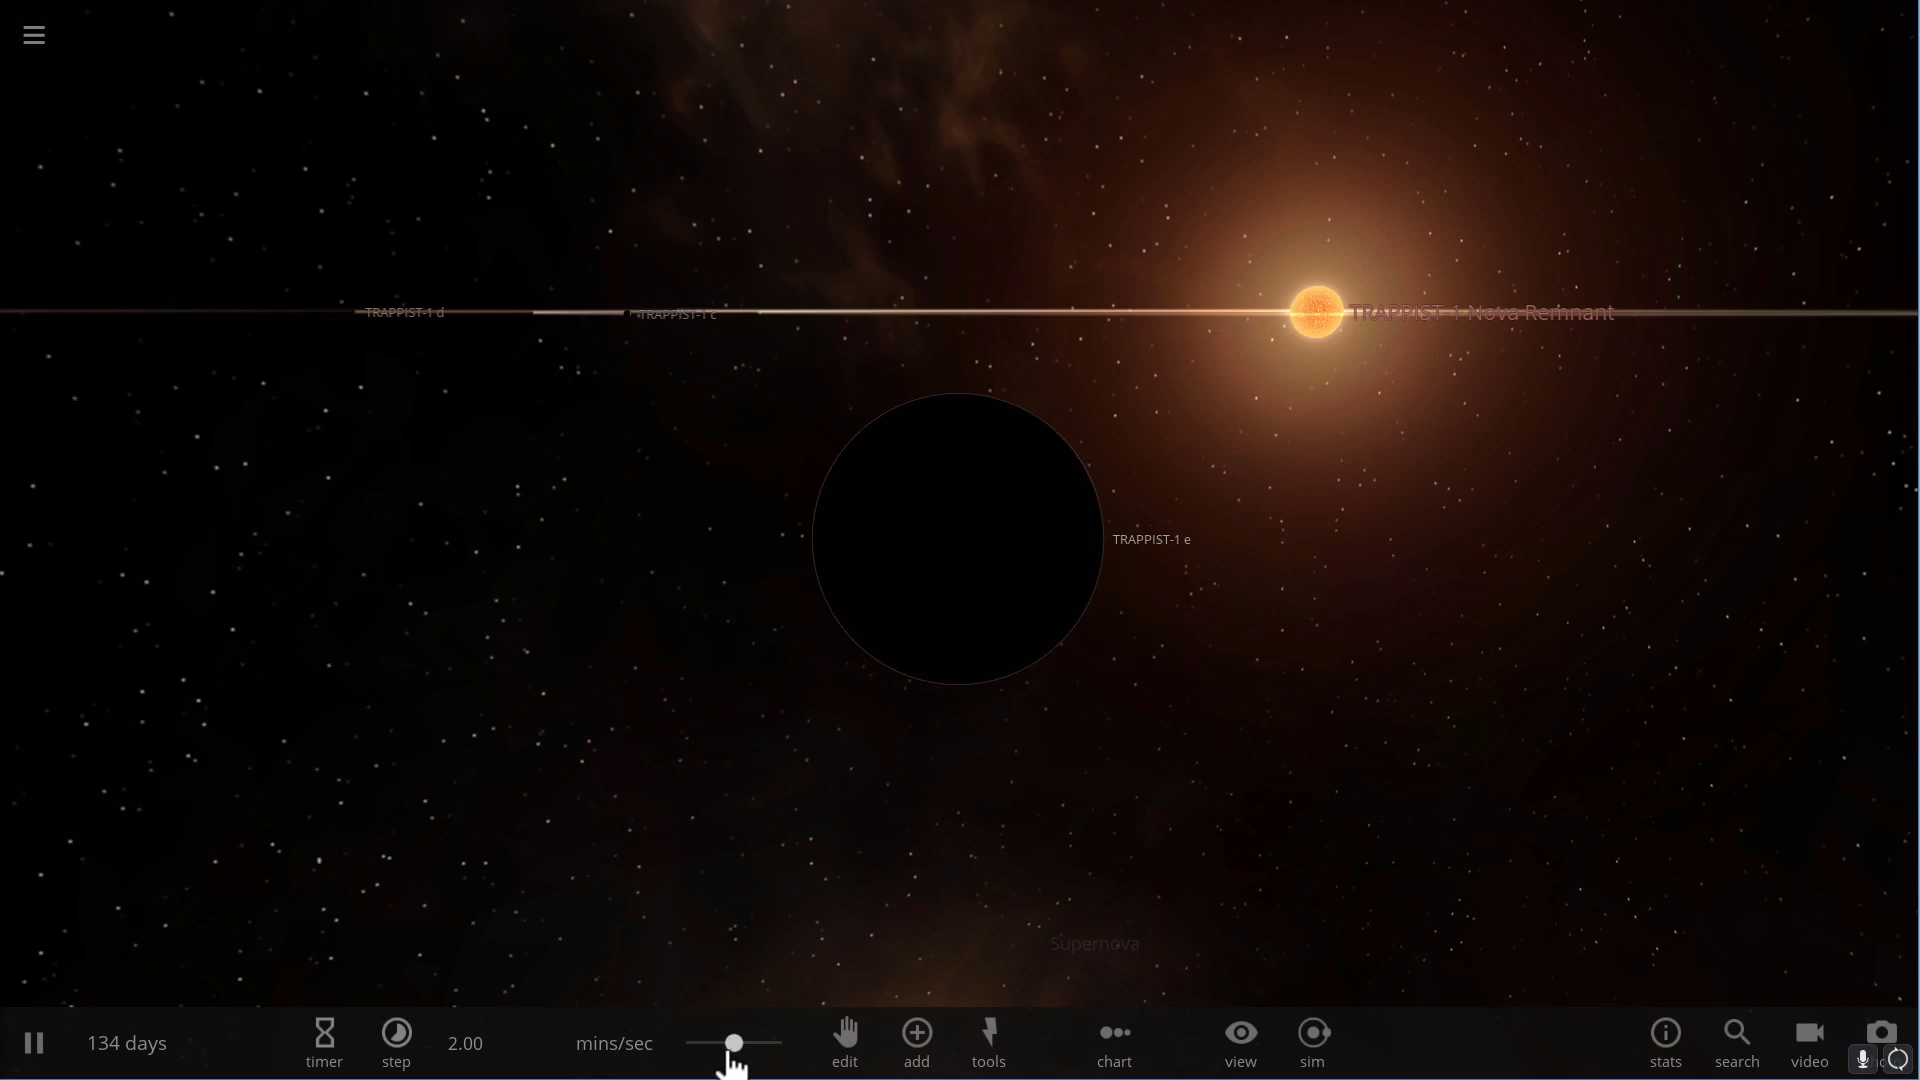 TRAPPIST-1 d
TRAPPIST-1 c
TRAPPIST-1 Nova Remnant
TRAPPIST-1 e
Supernova
134 days
timer
step
2.00
mins/sec
edit
add
tools
chart
view
sim
stats
search
video